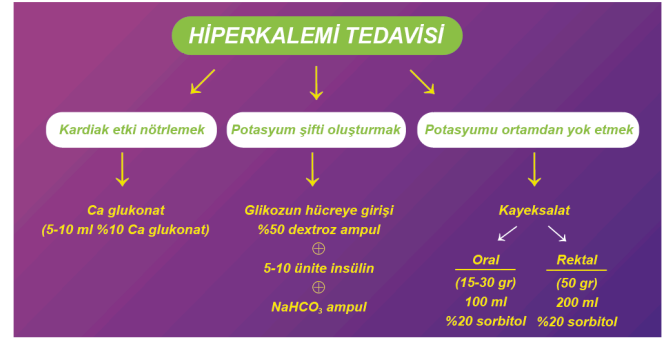 HİPERKALEMİ TEDAVİSİ
Kardiak etki nötrlemek
Potasyum şifti oluşturmak
Potasyumu ortamdan yok etmek
Ca glukonat
(5-10 ml %10 Ca glukonat)
Glikozun hücreye girişi
%50 dextroz ampul
⊕
5-10 ünite insülin
⊕
NaHCO₃ ampul
Kayeksalat
Oral
(15-30 gr)
100 ml
%20 sorbitol
Rektal
(50 gr)
200 ml
%20 sorbitol